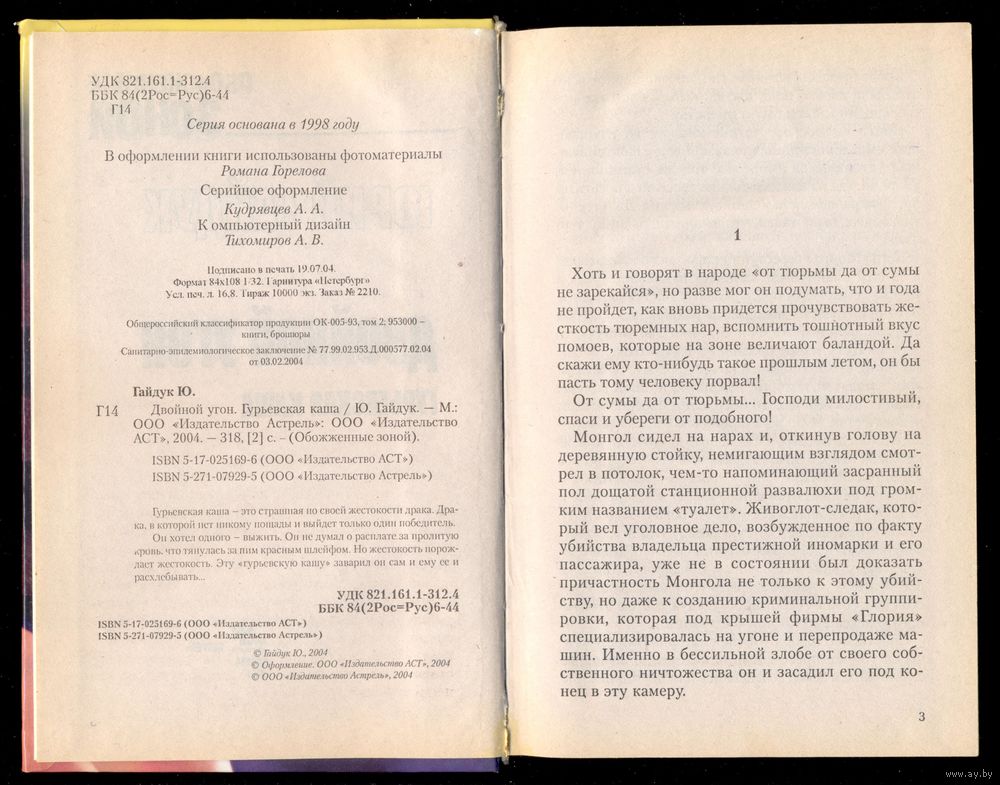 УДК 821.161.1-312.4
ББК 84(2Рос=Рус)6-44
Г14
Серия основана в 1998 году
В оформлении книги использованы фотоматериалы
Романа Горелова
Серийное оформление
Кудрявцев А. А.
К омпьютерный дизайн
Тихомиров А. В.
Подписано в печать 19.07.04.
Формат 84x108 1/32. Гарнитура «Петербург»
Усл. печ. л. 16,8. Тираж 10000 экз. Заказ № 2210.
Общероссийский классификатор продукции ОК-005-93, том 2; 953000 –
книги, брошюры
Санитарно-эпидемиологическое заключение № 77.99.02.953.Д.000577.02.04
от 03.02.2004
Гайдук Ю.
Г14 Двойной угон. Гурьевская каша / Ю. Гайдук. — М.:
ООО «Издательство Астрель»: ООО «Издательство
АСТ», 2004. — 318, [2] с. – (Обожженные зоной).
ISBN 5-17-025169-6 (ООО «Издательство АСТ»)
ISBN 5-271-07929-5 (ООО «Издательство Астрель»)
Гурьевская каша – это страшная по своей жестокости драка. Дра-
ка, в которой нет никому пощады и выйдет только один победитель.
Он хотел одного – выжить. Он не думал о расплате за пролитую
кровь, что тянулась за ним красным шлейфом. Но жестокость порож-
дает жестокость. Эту «гурьевскую кашу» заварил он сам и ему ее и
расхлебывать...
УДК 821.161.1-312.4
ББК 84(2Рос=Рус)6-44
ISBN 5-17-025169-6 (ООО «Издательство АСТ»)
ISBN 5-271-07929-5 (ООО «Издательство Астрель»)
© Гайдук Ю., 2004
© Оформление. ООО «Издательство АСТ», 2004
© ООО «Издательство Астрель», 2004
1
Хоть и говорят в народе «от тюрьмы да от сумы
не зарекайся», но разве мог он подумать, что и года
не пройдет, как вновь придется прочувствовать же-
сткость тюремных нар, вспомнить тошнотный вкус
помоев, которые на зоне величают баландой. Да
скажи ему кто-нибудь такое прошлым летом, он бы
пасть тому человеку порвал!
От сумы да от тюрьмы... Господи милостивый,
спаси и убереги от подобного!
Монгол сидел на нарах и, откинув голову на
деревянную стойку, немигающим взглядом смот-
рел в потолок, чем-то напоминающий засранный
пол дощатой станционной развалюхи под гром-
ким названием «туалет». Живоглот-следак, кото-
рый вел уголовное дело, возбужденное по факту
убийства владельца престижной иномарки и его
пассажира, уже не в состоянии был доказать
причастность Монгола не только к этому убий-
ству, но даже к созданию криминальной группи-
ровки, которая под крышей фирмы «Глория»
специализировалась на угоне и перепродаже ма-
шин. Именно в бессильной злобе от своего соб-
ственного ничтожества он и засадил его под ко-
нец в эту камеру.
3
www.ay.by